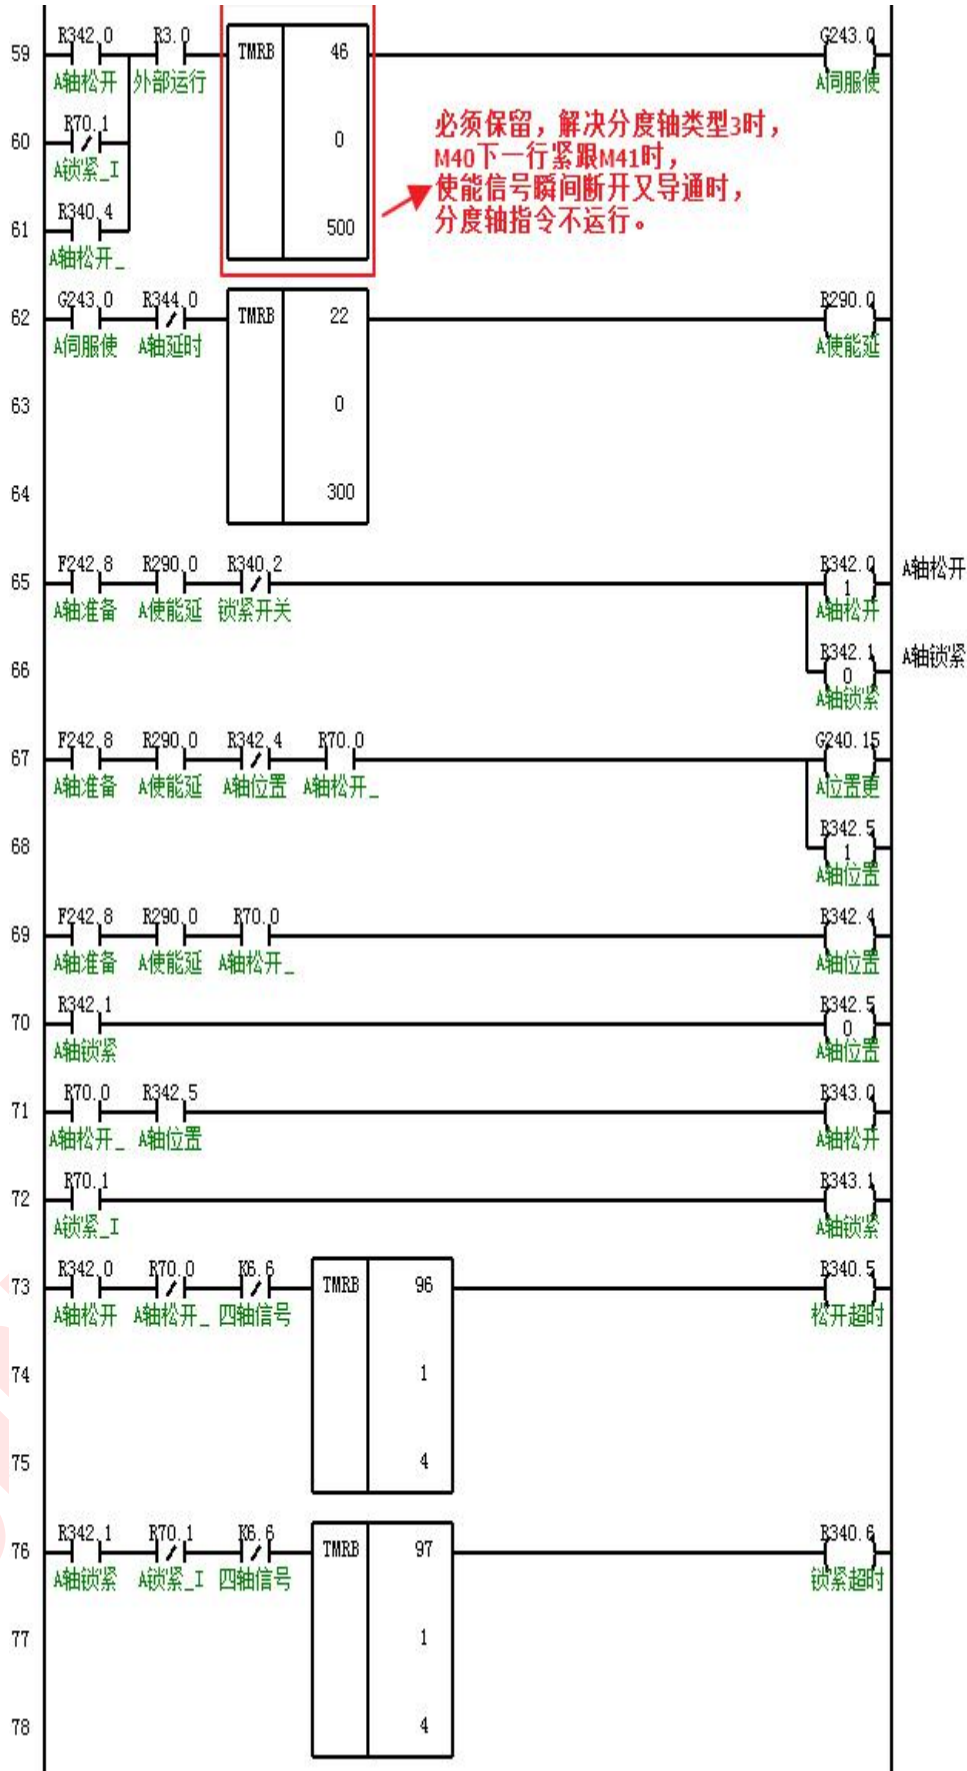 R342.0 R3.0 G243.0
59 TMRB 46
A轴松开 外部运行 A伺服使
R70.1
60 0
A锁紧_I
R340.4
61 500
A轴松开_
必须保留，解决分度轴类型3时，
M40下一行紧跟M41时，
使能信号瞬间断开又导通时，
分度轴指令不运行。
G243.0 R344.0 R290.0
62 TMRB 22
A伺服使 A轴延时 A使能延
63 0
64 300
F242.8 R290.0 R340.2 R342.0 A轴松开
65 1
A轴准备 A使能延 锁紧开关 A轴松开
R342.1 A轴锁紧
66 0
A轴锁紧
F242.8 R290.0 R342.4 R70.0 G240.15
67
A轴准备 A使能延 A轴位置 A轴松开_ A位置更
R342.5
68 1
A轴位置
F242.8 R290.0 R70.0 R342.4
69
A轴准备 A使能延 A轴松开_ A轴位置
R342.1 R342.5
70 0
A轴锁紧 A轴位置
R70.0 R342.5 R343.0
71
A轴松开_ A轴位置 A轴松开
R70.1 R343.1
72
A锁紧_I A轴锁紧
R342.0 R70.0 K6.6 R340.5
73 TMRB 96
A轴松开 A轴松开_ 四轴信号 松开超时
74 1
75 4
R342.1 R70.1 K6.6 R340.6
76 TMRB 97
A轴锁紧 A锁紧_I 四轴信号 锁紧超时
77 1
78 4